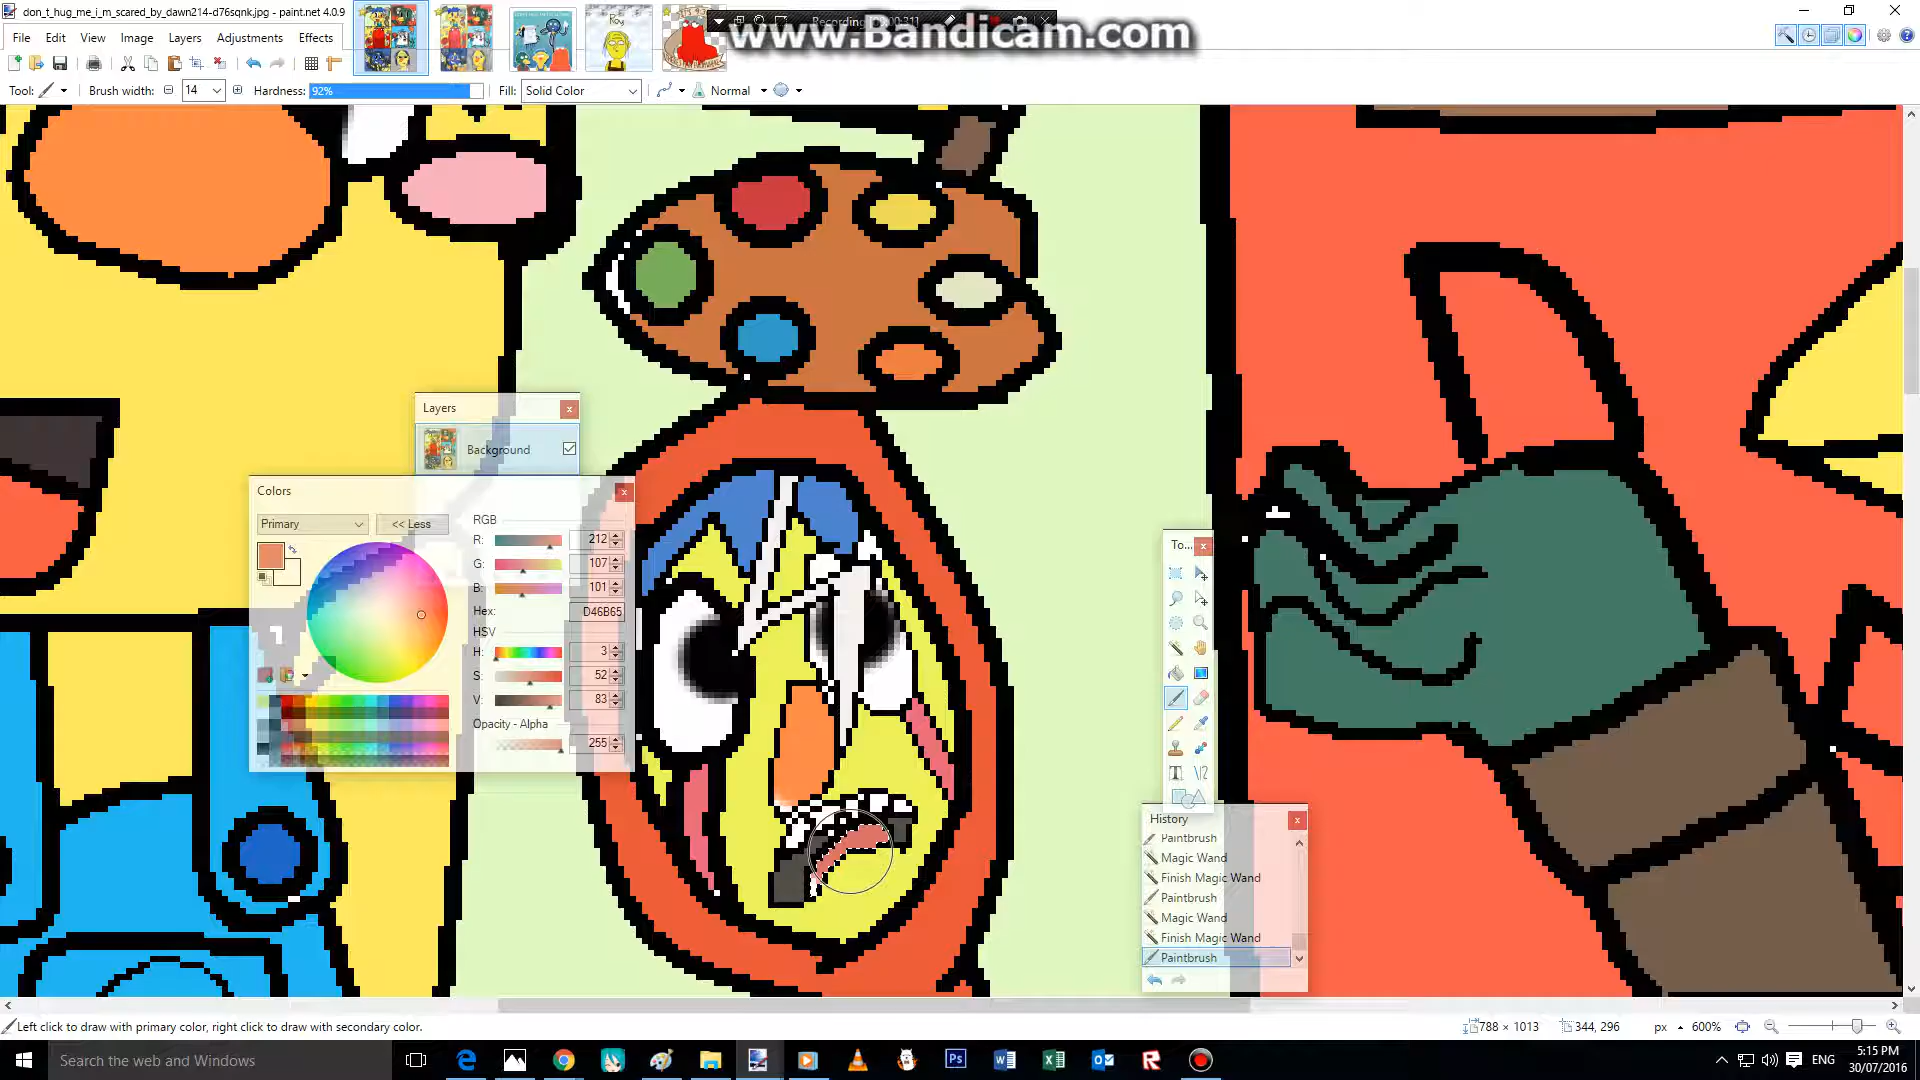 don_t_hug_me_i_m_scared_by_dawn214-d76sqnk.jpg - paint.net 4.0.9
Roy
www.Bandicam.com
File Edit View Image Layers Adjustments Effects
Tool: Brush width: 14 Hardness: 92% Fill: Solid Color Normal
Layers
Background
Colors
Primary
<< Less
RGB
R: 212
G: 107
B: 101
Hex: D46B65
HSV
H: 3
S: 52
V: 83
Opacity - Alpha
255
To...
History
Paintbrush
Magic Wand
Finish Magic Wand
Paintbrush
Magic Wand
Finish Magic Wand
Paintbrush
Left click to draw with primary color, right click to draw with secondary color.
788 × 1013 344, 296 px 600%
Search the web and Windows
ENG
5:15 PM
30/07/2016